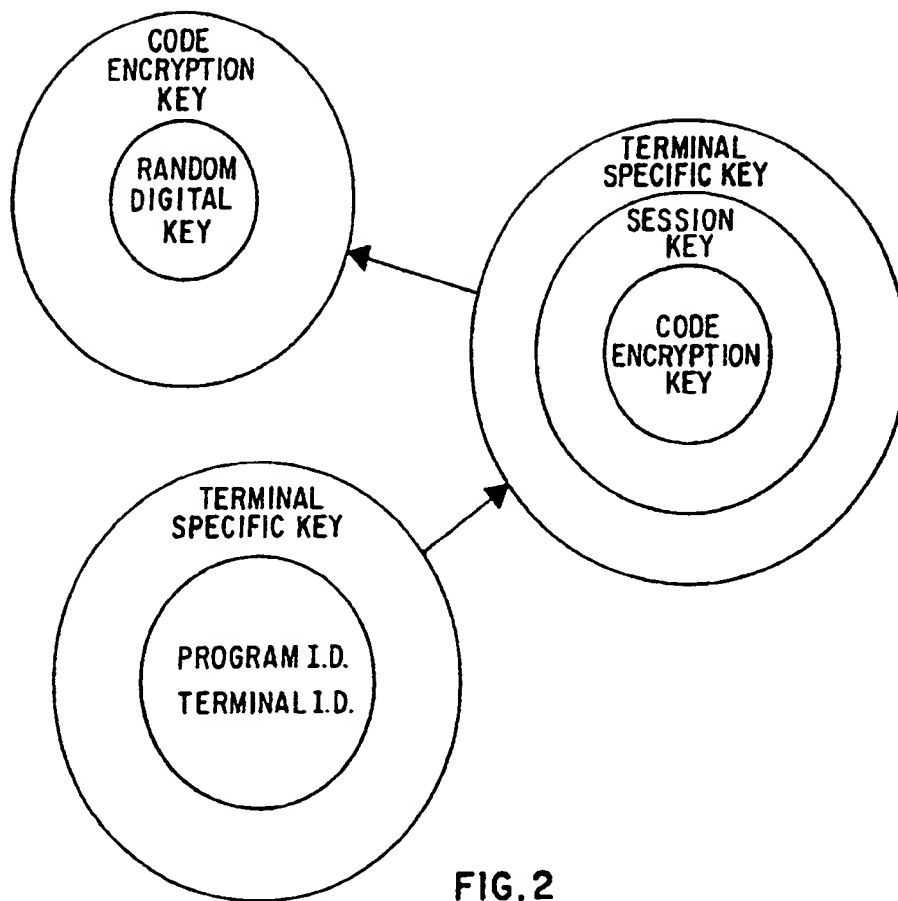 CODE
ENCRYPTION
KEY
RANDOM
DIGITAL
KEY
TERMINAL
SPECIFIC KEY
SESSION
KEY
CODE
ENCRYPTION
KEY
TERMINAL
SPECIFIC KEY
PROGRAM I.D.
TERMINAL I.D.
FIG.2